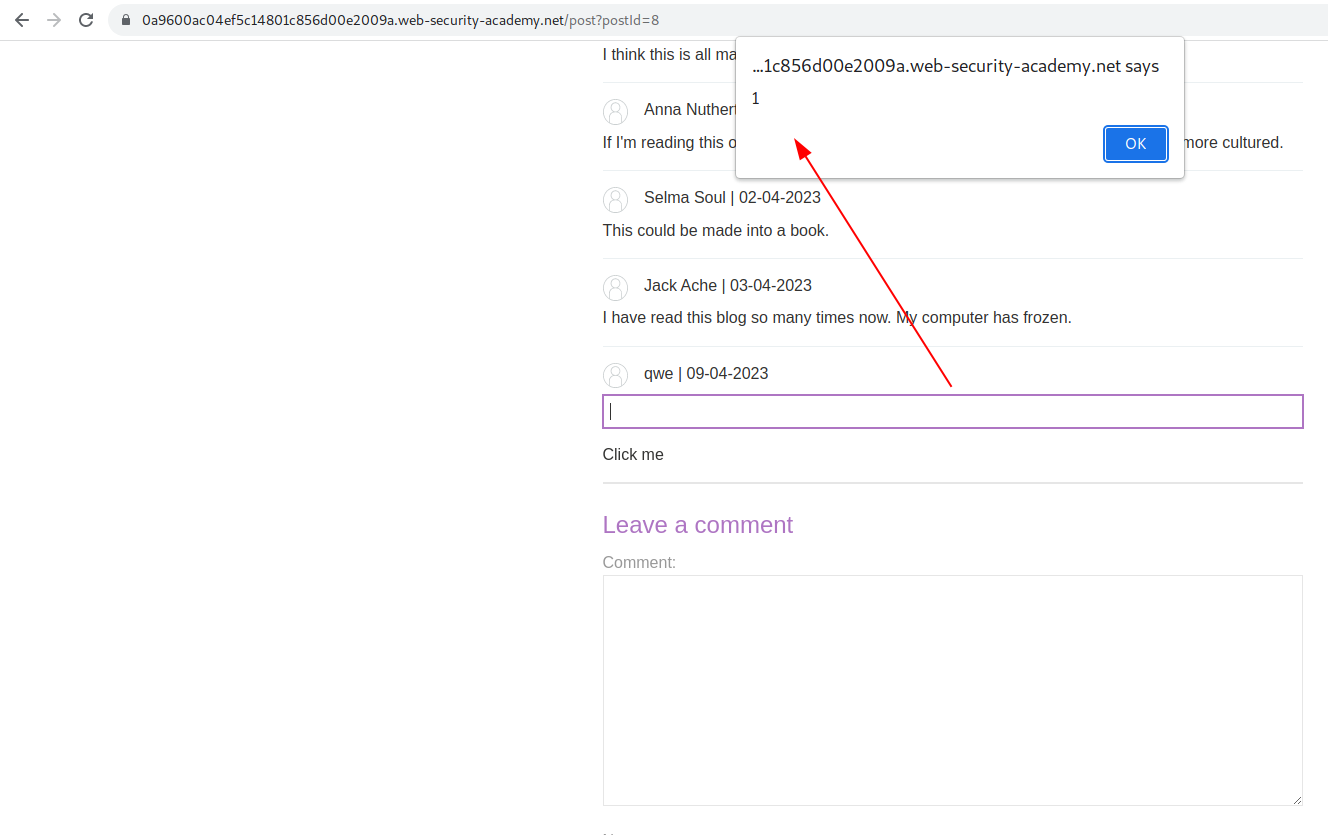 0a9600ac04ef5c14801c856d00e2009a.web-security-academy.net/post?postId=8
...1c856d00e2009a.web-security-academy.net says
1
OK
I think this is all
Anna
If I'm reading this more cultured.
Selma Soul | 02-04-2023
This could be made into a book.
Jack Ache | 03-04-2023
I have read this blog so many times now. My computer has frozen.
qwe | 09-04-2023
Click me
Leave a comment
Comment: